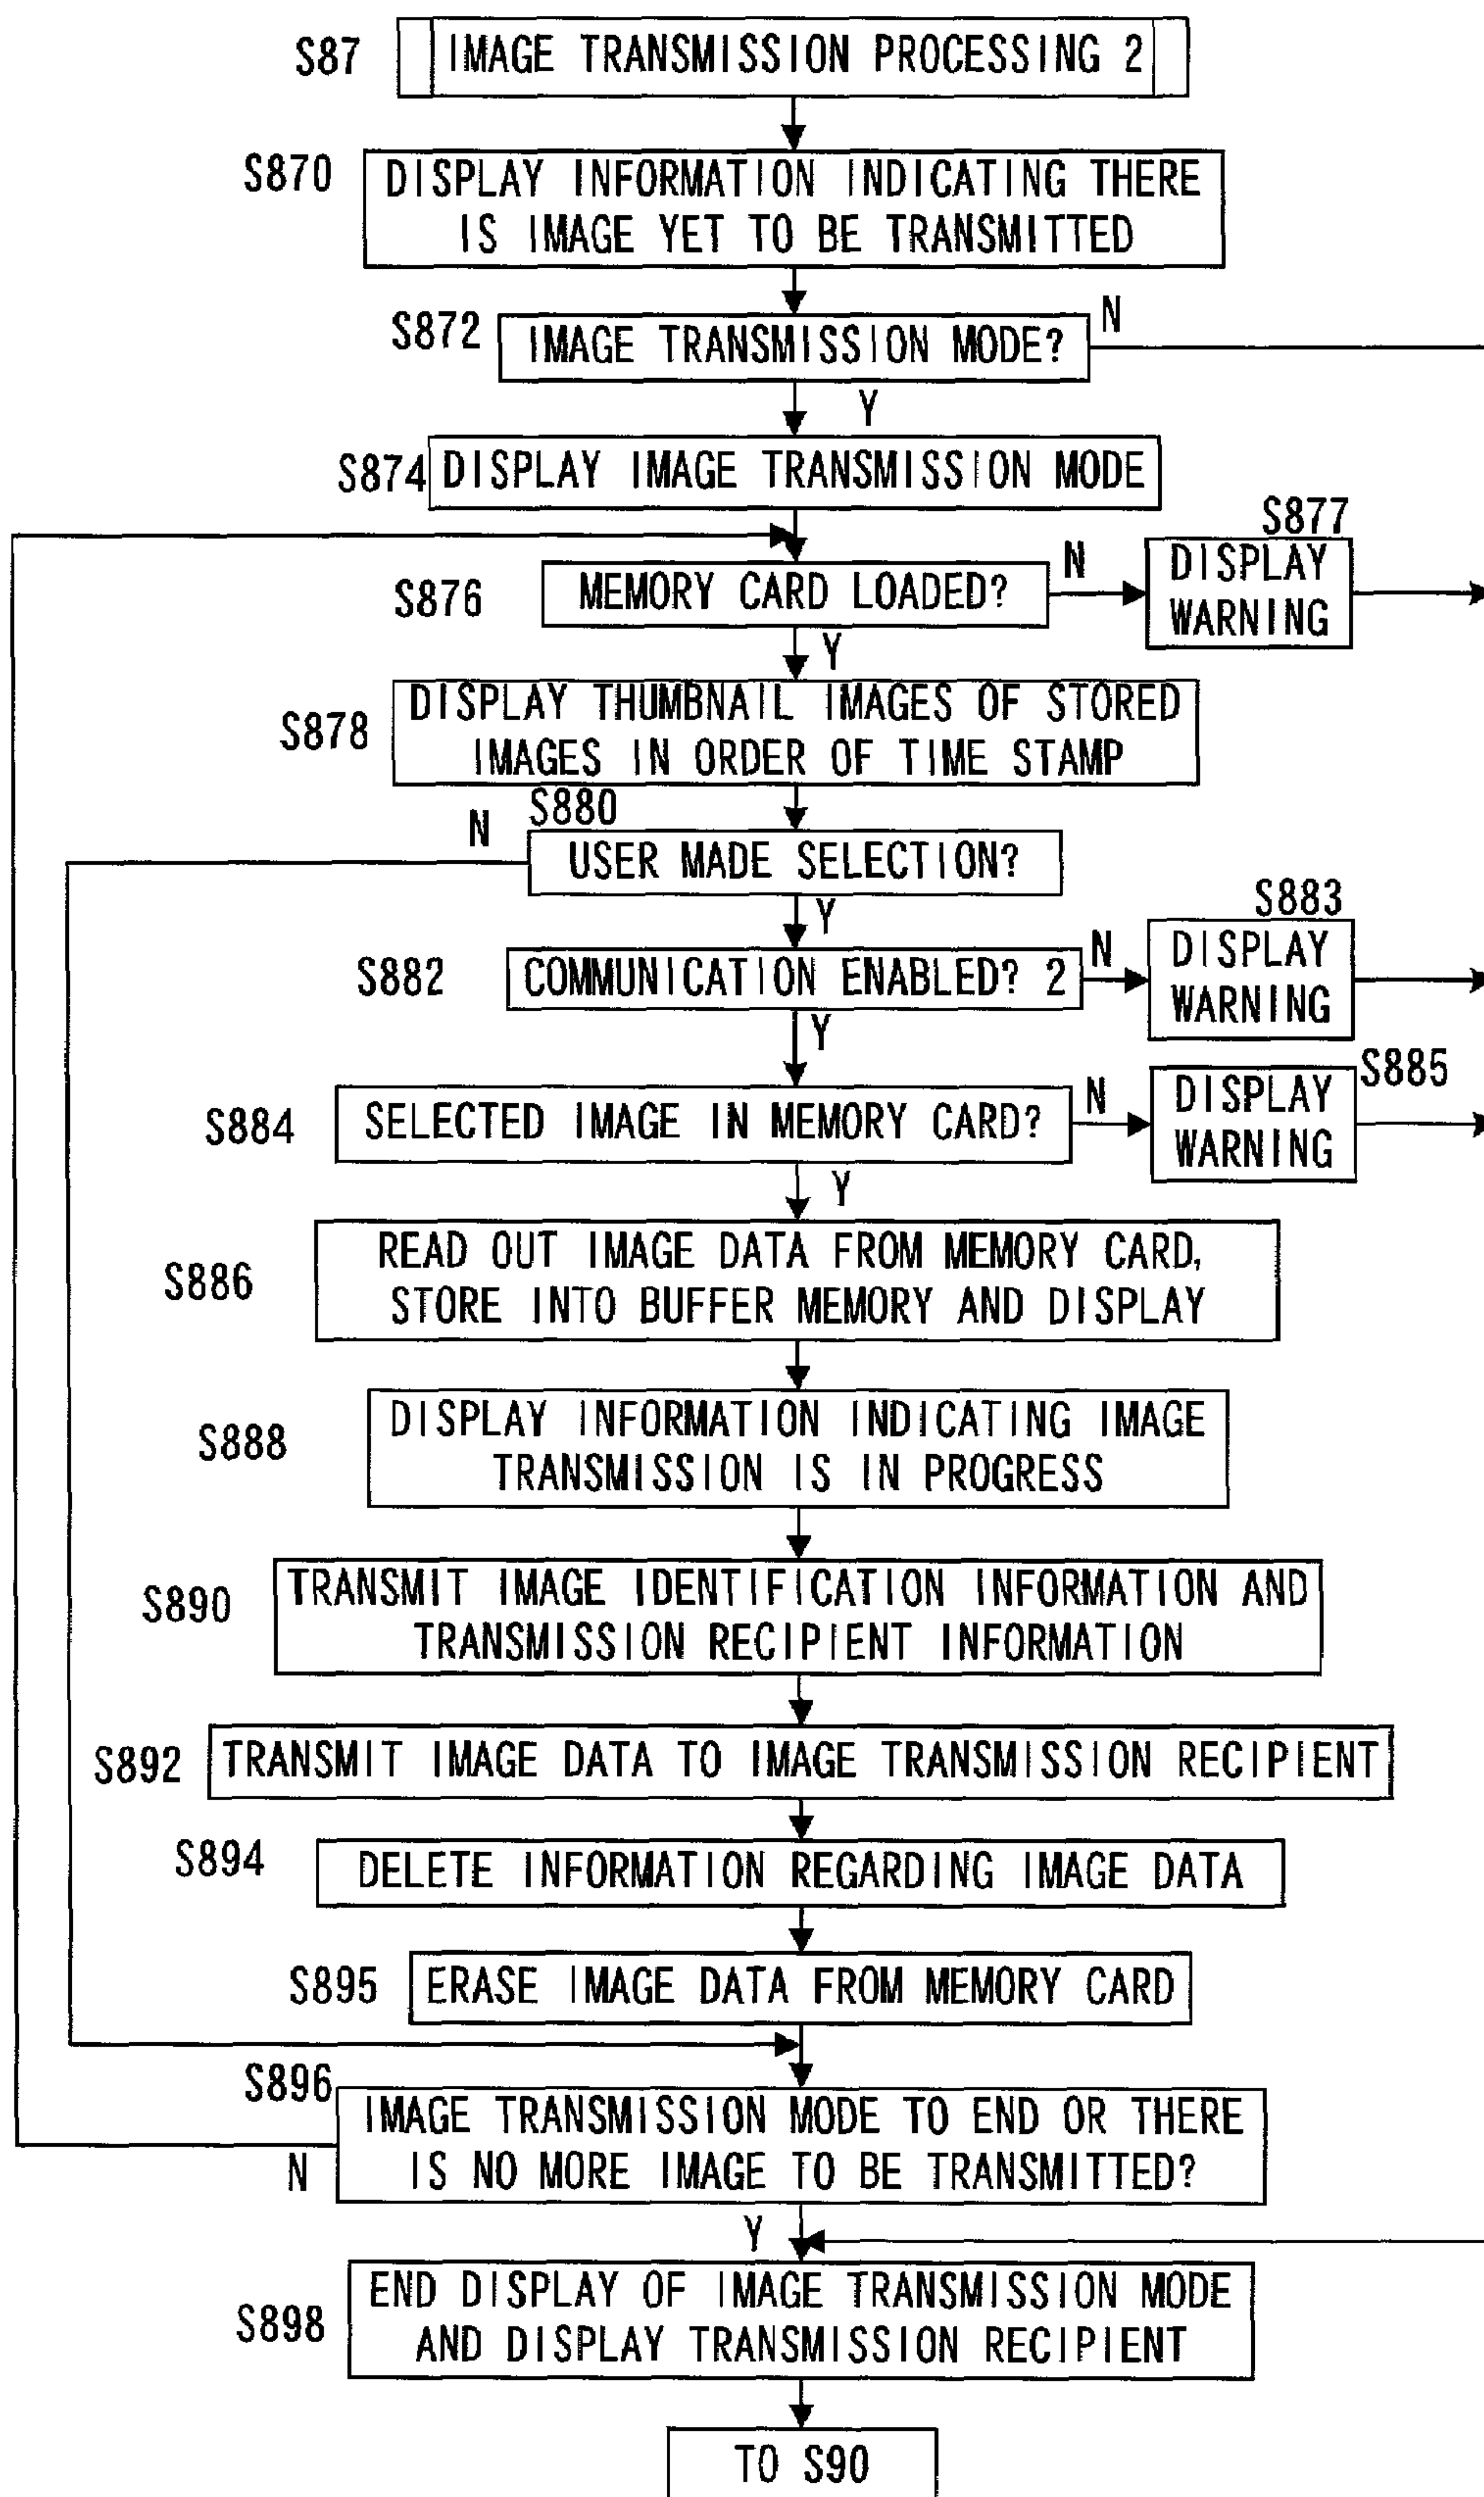 S87
IMAGE TRANSMISSION PROCESSING 2
S870
DISPLAY INFORMATION INDICATING THERE
IS IMAGE YET TO BE TRANSMITTED
S872
IMAGE TRANSMISSION MODE?
N
Y
S874
DISPLAY IMAGE TRANSMISSION MODE
S876
MEMORY CARD LOADED?
N
S877
DISPLAY
WARNING
Y
S878
DISPLAY THUMBNAIL IMAGES OF STORED
IMAGES IN ORDER OF TIME STAMP
S880
N
USER MADE SELECTION?
Y
S882
COMMUNICATION ENABLED? 2
N
S883
DISPLAY
WARNING
Y
S884
SELECTED IMAGE IN MEMORY CARD?
N
S885
DISPLAY
WARNING
Y
S886
READ OUT IMAGE DATA FROM MEMORY CARD,
STORE INTO BUFFER MEMORY AND DISPLAY
S888
DISPLAY INFORMATION INDICATING IMAGE
TRANSMISSION IS IN PROGRESS
S890
TRANSMIT IMAGE IDENTIFICATION INFORMATION AND
TRANSMISSION RECIPIENT INFORMATION
S892
TRANSMIT IMAGE DATA TO IMAGE TRANSMISSION RECIPIENT
S894
DELETE INFORMATION REGARDING IMAGE DATA
S895
ERASE IMAGE DATA FROM MEMORY CARD
S896
IMAGE TRANSMISSION MODE TO END OR THERE
IS NO MORE IMAGE TO BE TRANSMITTED?
N
Y
S898
END DISPLAY OF IMAGE TRANSMISSION MODE
AND DISPLAY TRANSMISSION RECIPIENT
TO S90